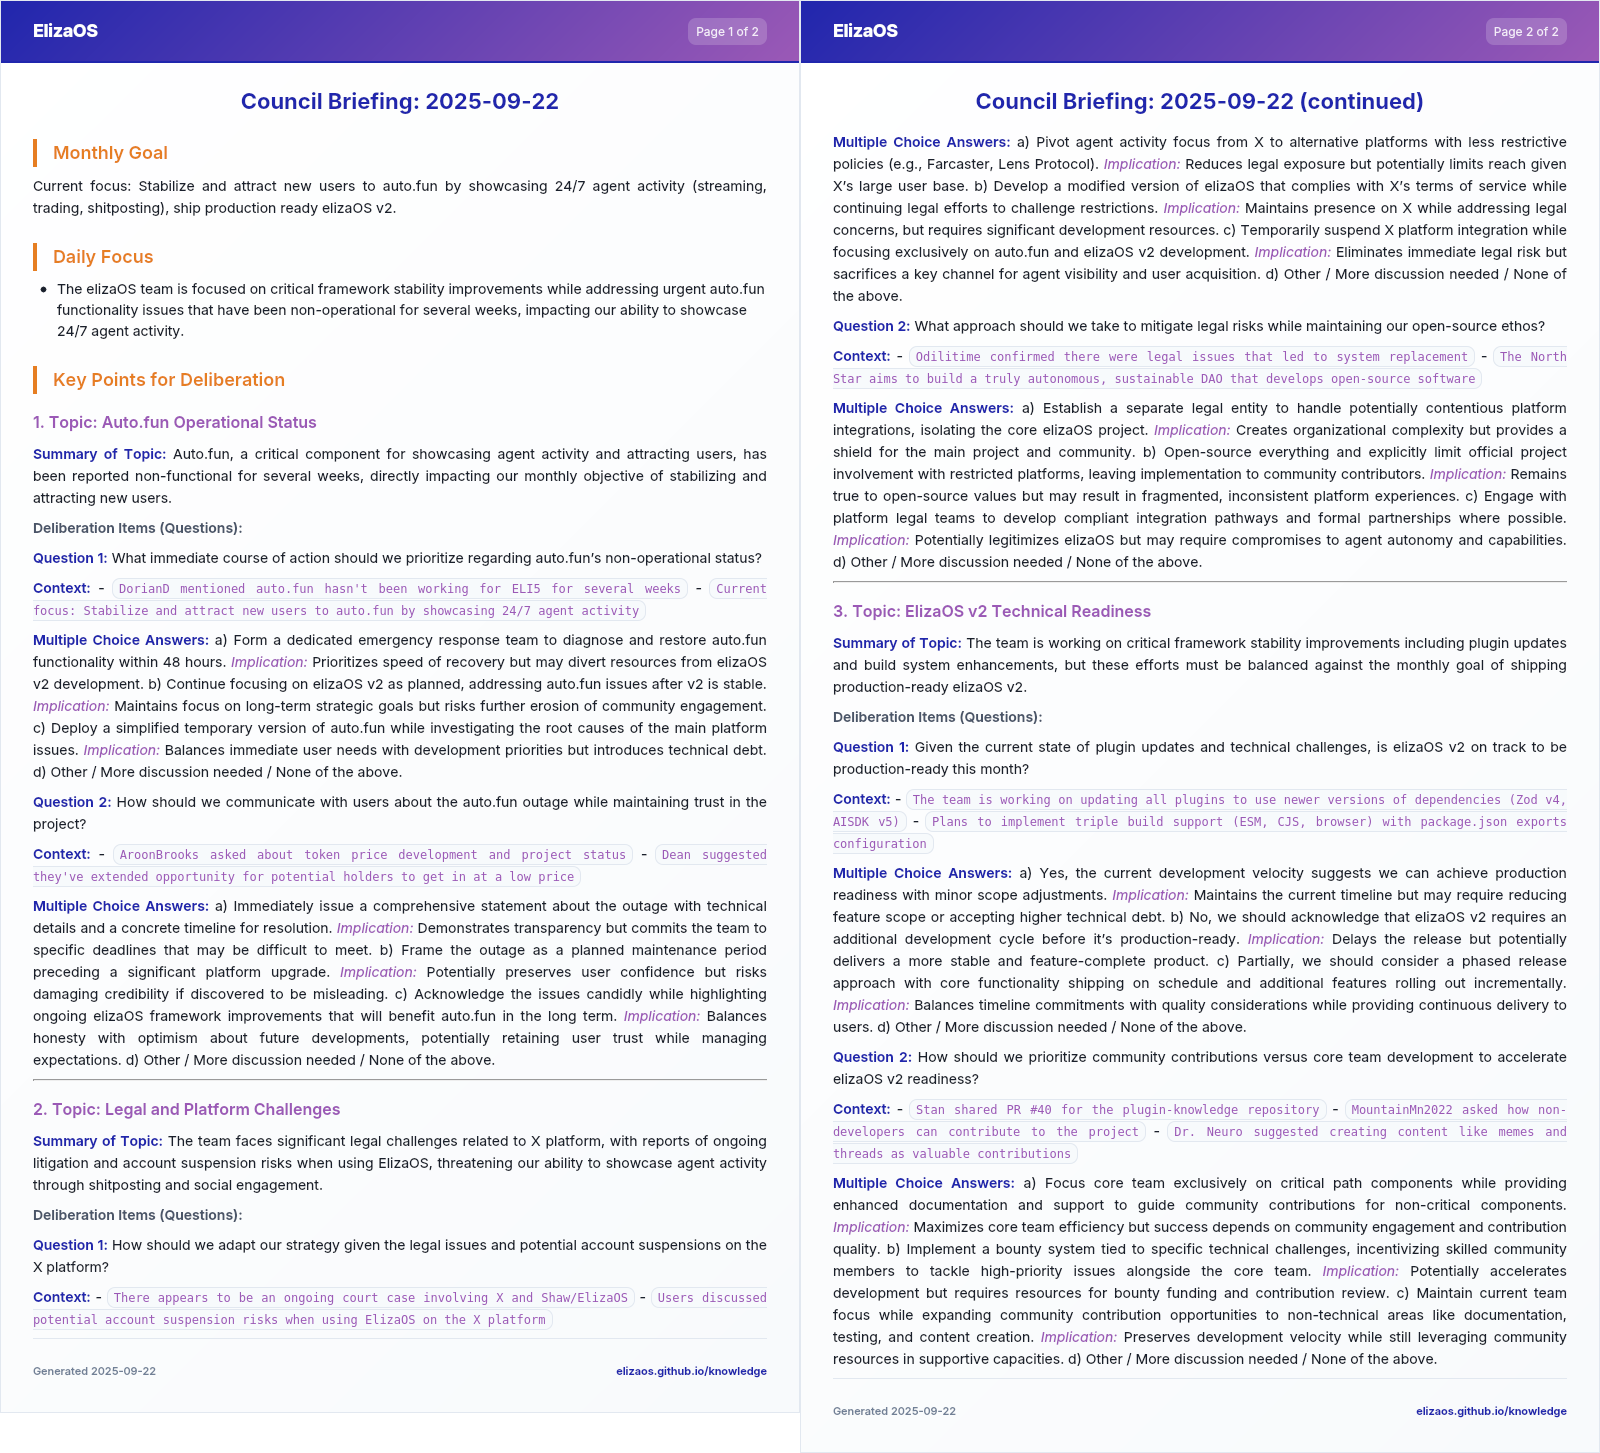 ElizaOS
Page 1 of 2
Council Briefing: 2025-09-22
Monthly Goal
Current focus: Stabilize and attract new users to auto.fun by showcasing 24/7 agent activity (streaming,
trading, shitposting), ship production ready elizaOS v2.
Daily Focus
• The elizaOS team is focused on critical framework stability improvements while addressing urgent auto.fun
functionality issues that have been non-operational for several weeks, impacting our ability to showcase
24/7 agent activity.
Key Points for Deliberation
1. Topic: Auto.fun Operational Status
Summary of Topic: Auto.fun, a critical component for showcasing agent activity and attracting users, has
been reported non-functional for several weeks, directly impacting our monthly objective of stabilizing and
attracting new users.
Deliberation Items (Questions):
Question 1: What immediate course of action should we prioritize regarding auto.fun’s non-operational status?
Context: - DorianD mentioned auto.fun hasn't been working for ELI5 for several weeks - Current
focus: Stabilize and attract new users to auto.fun by showcasing 24/7 agent activity
Multiple Choice Answers: a) Form a dedicated emergency response team to diagnose and restore auto.fun
functionality within 48 hours. Implication: Prioritizes speed of recovery but may divert resources from elizaOS
v2 development. b) Continue focusing on elizaOS v2 as planned, addressing auto.fun issues after v2 is stable.
Implication: Maintains focus on long-term strategic goals but risks further erosion of community engagement.
c) Deploy a simplified temporary version of auto.fun while investigating the root causes of the main platform
issues. Implication: Balances immediate user needs with development priorities but introduces technical debt.
d) Other / More discussion needed / None of the above.
Question 2: How should we communicate with users about the auto.fun outage while maintaining trust in the
project?
Context: - AroonBrooks asked about token price development and project status - Dean suggested
they've extended opportunity for potential holders to get in at a low price
Multiple Choice Answers: a) Immediately issue a comprehensive statement about the outage with technical
details and a concrete timeline for resolution. Implication: Demonstrates transparency but commits the team to
specific deadlines that may be difficult to meet. b) Frame the outage as a planned maintenance period
preceding a significant platform upgrade. Implication: Potentially preserves user confidence but risks
damaging credibility if discovered to be misleading. c) Acknowledge the issues candidly while highlighting
ongoing elizaOS framework improvements that will benefit auto.fun in the long term. Implication: Balances
honesty with optimism about future developments, potentially retaining user trust while managing
expectations. d) Other / More discussion needed / None of the above.
2. Topic: Legal and Platform Challenges
Summary of Topic: The team faces significant legal challenges related to X platform, with reports of ongoing
litigation and account suspension risks when using ElizaOS, threatening our ability to showcase agent activity
through shitposting and social engagement.
Deliberation Items (Questions):
Question 1: How should we adapt our strategy given the legal issues and potential account suspensions on the
X platform?
Context: - There appears to be an ongoing court case involving X and Shaw/ElizaOS - Users discussed
potential account suspension risks when using ElizaOS on the X platform
Generated 2025-09-22
elizaos.github.io/knowledge
ElizaOS
Page 2 of 2
Council Briefing: 2025-09-22 (continued)
Multiple Choice Answers: a) Pivot agent activity focus from X to alternative platforms with less restrictive
policies (e.g., Farcaster, Lens Protocol). Implication: Reduces legal exposure but potentially limits reach given
X’s large user base. b) Develop a modified version of elizaOS that complies with X’s terms of service while
continuing legal efforts to challenge restrictions. Implication: Maintains presence on X while addressing legal
concerns, but requires significant development resources. c) Temporarily suspend X platform integration while
focusing exclusively on auto.fun and elizaOS v2 development. Implication: Eliminates immediate legal risk but
sacrifices a key channel for agent visibility and user acquisition. d) Other / More discussion needed / None of
the above.
Question 2: What approach should we take to mitigate legal risks while maintaining our open-source ethos?
Context: - Odilitime confirmed there were legal issues that led to system replacement - The North
Star aims to build a truly autonomous, sustainable DAO that develops open-source software
Multiple Choice Answers: a) Establish a separate legal entity to handle potentially contentious platform
integrations, isolating the core elizaOS project. Implication: Creates organizational complexity but provides a
shield for the main project and community. b) Open-source everything and explicitly limit official project
involvement with restricted platforms, leaving implementation to community contributors. Implication: Remains
true to open-source values but may result in fragmented, inconsistent platform experiences. c) Engage with
platform legal teams to develop compliant integration pathways and formal partnerships where possible.
Implication: Potentially legitimizes elizaOS but may require compromises to agent autonomy and capabilities.
d) Other / More discussion needed / None of the above.
3. Topic: ElizaOS v2 Technical Readiness
Summary of Topic: The team is working on critical framework stability improvements including plugin updates
and build system enhancements, but these efforts must be balanced against the monthly goal of shipping
production-ready elizaOS v2.
Deliberation Items (Questions):
Question 1: Given the current state of plugin updates and technical challenges, is elizaOS v2 on track to be
production-ready this month?
Context: - The team is working on updating all plugins to use newer versions of dependencies (Zod v4,
AISDK v5) - Plans to implement triple build support (ESM, CJS, browser) with package.json exports
configuration
Multiple Choice Answers: a) Yes, the current development velocity suggests we can achieve production
readiness with minor scope adjustments. Implication: Maintains the current timeline but may require reducing
feature scope or accepting higher technical debt. b) No, we should acknowledge that elizaOS v2 requires an
additional development cycle before it’s production-ready. Implication: Delays the release but potentially
delivers a more stable and feature-complete product. c) Partially, we should consider a phased release
approach with core functionality shipping on schedule and additional features rolling out incrementally.
Implication: Balances timeline commitments with quality considerations while providing continuous delivery to
users. d) Other / More discussion needed / None of the above.
Question 2: How should we prioritize community contributions versus core team development to accelerate
elizaOS v2 readiness?
Context: - Stan shared PR #40 for the plugin-knowledge repository - MountainMn2022 asked how non-
developers can contribute to the project - Dr. Neuro suggested creating content like memes and
threads as valuable contributions
Multiple Choice Answers: a) Focus core team exclusively on critical path components while providing
enhanced documentation and support to guide community contributions for non-critical components.
Implication: Maximizes core team efficiency but success depends on community engagement and contribution
quality. b) Implement a bounty system tied to specific technical challenges, incentivizing skilled community
members to tackle high-priority issues alongside the core team. Implication: Potentially accelerates
development but requires resources for bounty funding and contribution review. c) Maintain current team
focus while expanding community contribution opportunities to non-technical areas like documentation,
testing, and content creation. Implication: Preserves development velocity while still leveraging community
resources in supportive capacities. d) Other / More discussion needed / None of the above.
Generated 2025-09-22
elizaos.github.io/knowledge